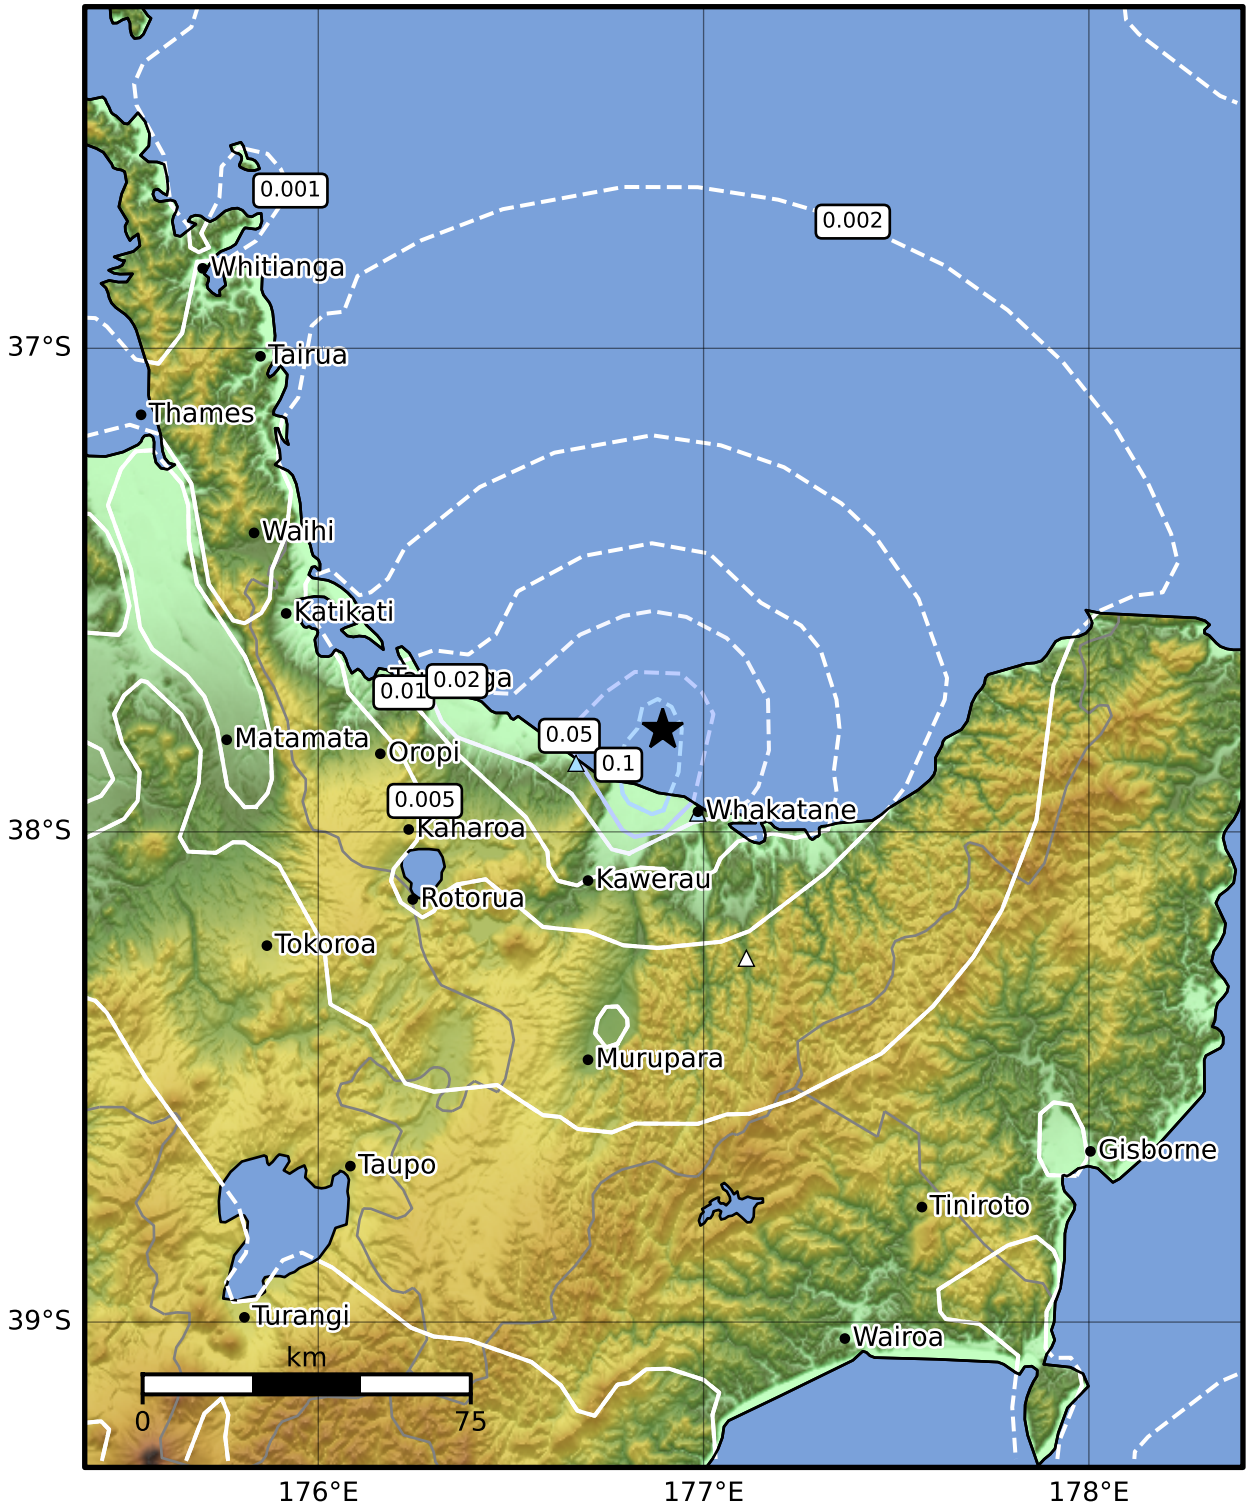 0.001
0.002
Whitianga
37°S
Tairua
Thames
Waihi
Katikati
0.01
0.02
Matamata
Oropi
0.05
0.1
0.005
Whakatane
38°S
Kaharoa
Kawerau
Rotorua
Tokoroa
Murupara
Gisborne
Taupo
Tiniroto
Turangi
39°S
Wairoa
km
0
75
176°E
177°E
178°E